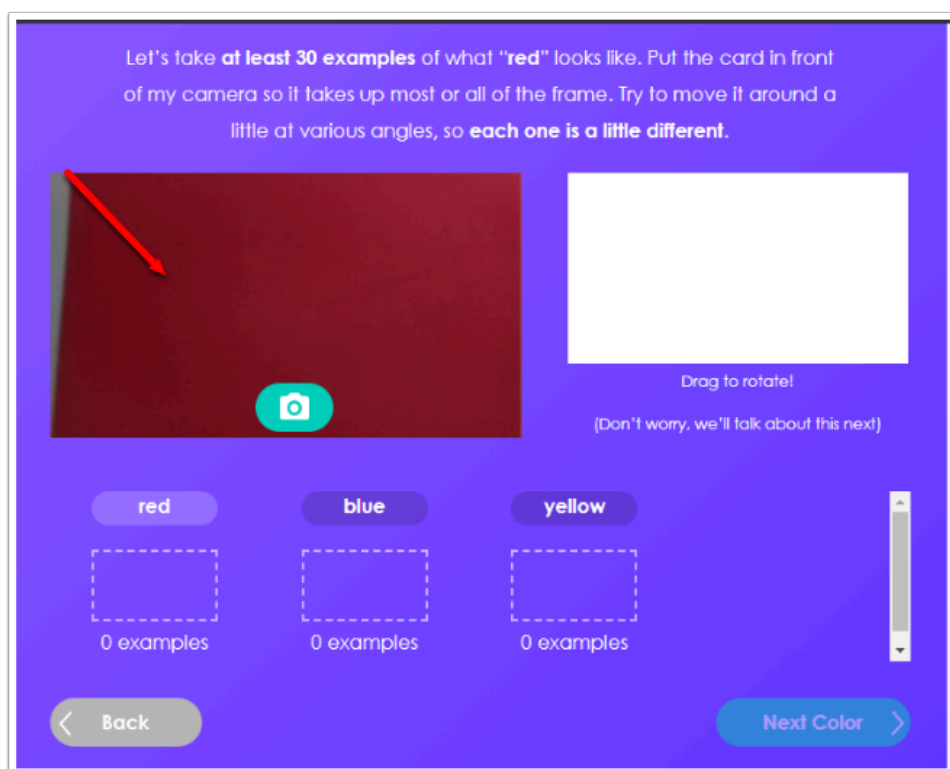 Let's take at least 30 examples of what “red” looks like. Put the card in front
of my camera so it takes up most or all of the frame. Try to move it around a
little at various angles, so each one is a little different.
Drag to rotate!
(Don't worry, we'll talk about this next)
red
blue
yellow
0 examples
0 examples
0 examples
Back
Next Color